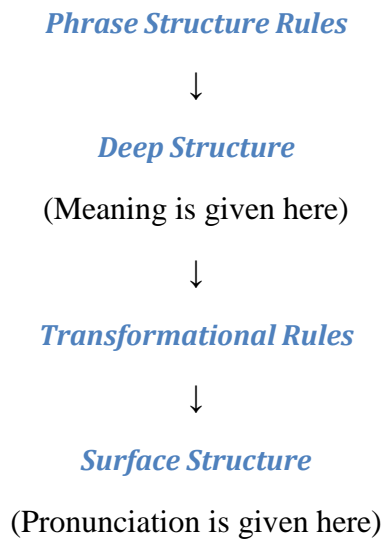 Phrase Structure Rules
↓
Deep Structure
(Meaning is given here)
↓
Transformational Rules
↓
Surface Structure
(Pronunciation is given here)